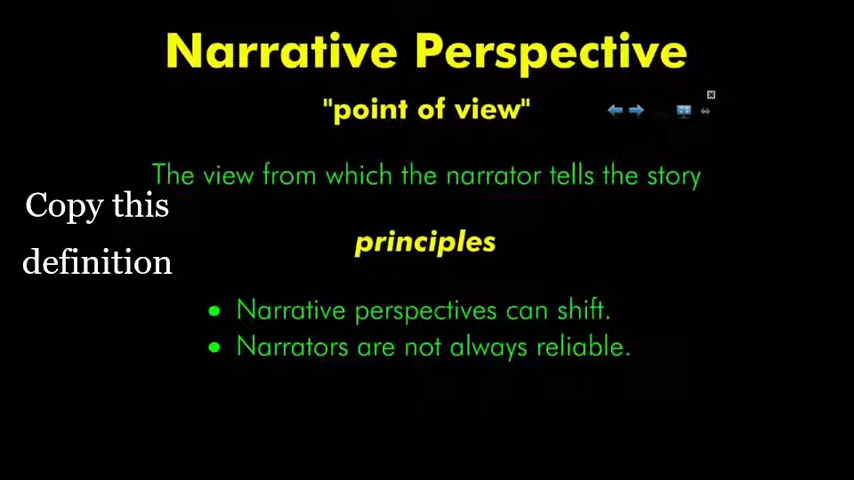 Narrative Perspective
"point of view"
The view from which the narrator tells the story
Copy this
definition
principles
• Narrative perspectives can shift.
• Narrators are not always reliable.